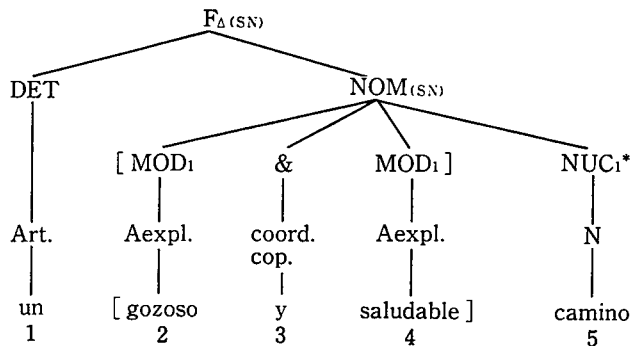 F∆(SN)
DET NOM(SN)
[ MOD1 & MOD1 ] NUC1*
Art. Aexpl. coord. Aexpl. N
cop.
un [ gozoso y saludable ] camino
1 2 3 4 5